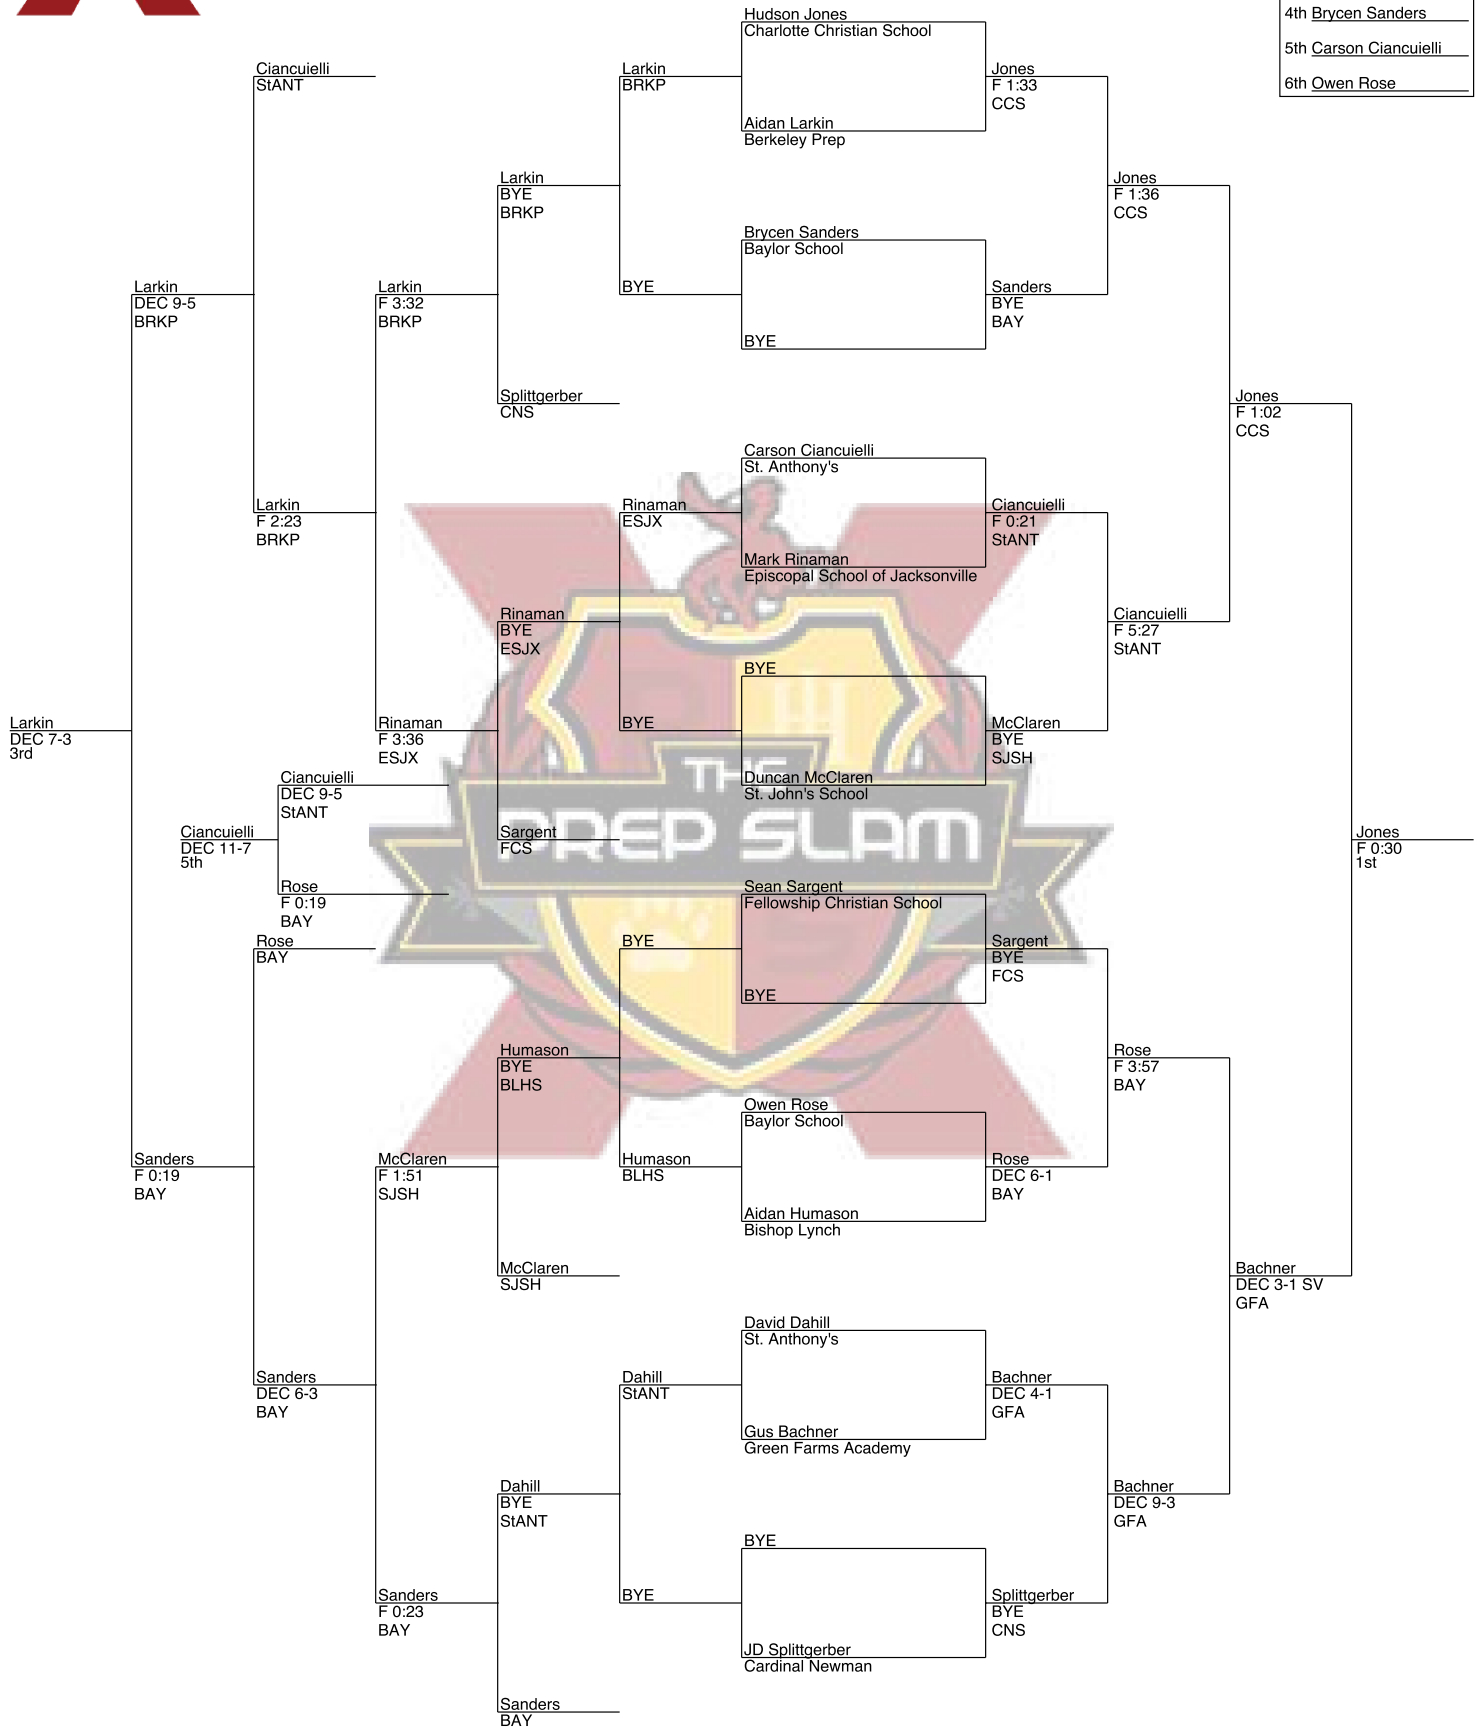 4th Brycen Sanders
5th Carson Ciancuielli
6th Owen Rose
Hudson Jones
Charlotte Christian School
Aidan Larkin
Berkeley Prep
Brycen Sanders
Baylor School
BYE
Carson Ciancuielli
St. Anthony's
Mark Rinaman
Episcopal School of Jacksonville
BYE
Duncan McClaren
St. John's School
Sean Sargent
Fellowship Christian School
BYE
Owen Rose
Baylor School
Aidan Humason
Bishop Lynch
David Dahill
St. Anthony's
Gus Bachner
Green Farms Academy
BYE
JD Splittgerber
Cardinal Newman
Jones
F 1:33
CCS
Sanders
BYE
BAY
Ciancuielli
F 0:21
StANT
McClaren
BYE
SJSH
Sargent
BYE
FCS
Rose
DEC 6-1
BAY
Bachner
DEC 4-1
GFA
Splittgerber
BYE
CNS
Jones
F 1:36
CCS
Ciancuielli
F 5:27
StANT
Rose
F 3:57
BAY
Bachner
DEC 9-3
GFA
Jones
F 1:02
CCS
Bachner
DEC 3-1 SV
GFA
Jones
F 0:30
1st
Larkin
BRKP
BYE
Rinaman
ESJX
BYE
BYE
Humason
BLHS
Dahill
StANT
BYE
Larkin
BYE
BRKP
Splittgerber
CNS
Rinaman
BYE
ESJX
Sargent
FCS
Humason
BYE
BLHS
McClaren
SJSH
Dahill
BYE
StANT
Sanders
BAY
Larkin
F 3:32
BRKP
Rinaman
F 3:36
ESJX
McClaren
F 1:51
SJSH
Sanders
F 0:23
BAY
Ciancuielli
StANT
Larkin
F 2:23
BRKP
Rose
BAY
Sanders
DEC 6-3
BAY
Larkin
DEC 9-5
BRKP
Sanders
F 0:19
BAY
Larkin
DEC 7-3
3rd
Ciancuielli
DEC 9-5
StANT
Rose
F 0:19
BAY
Ciancuielli
DEC 11-7
5th
THE
PREP SLAM